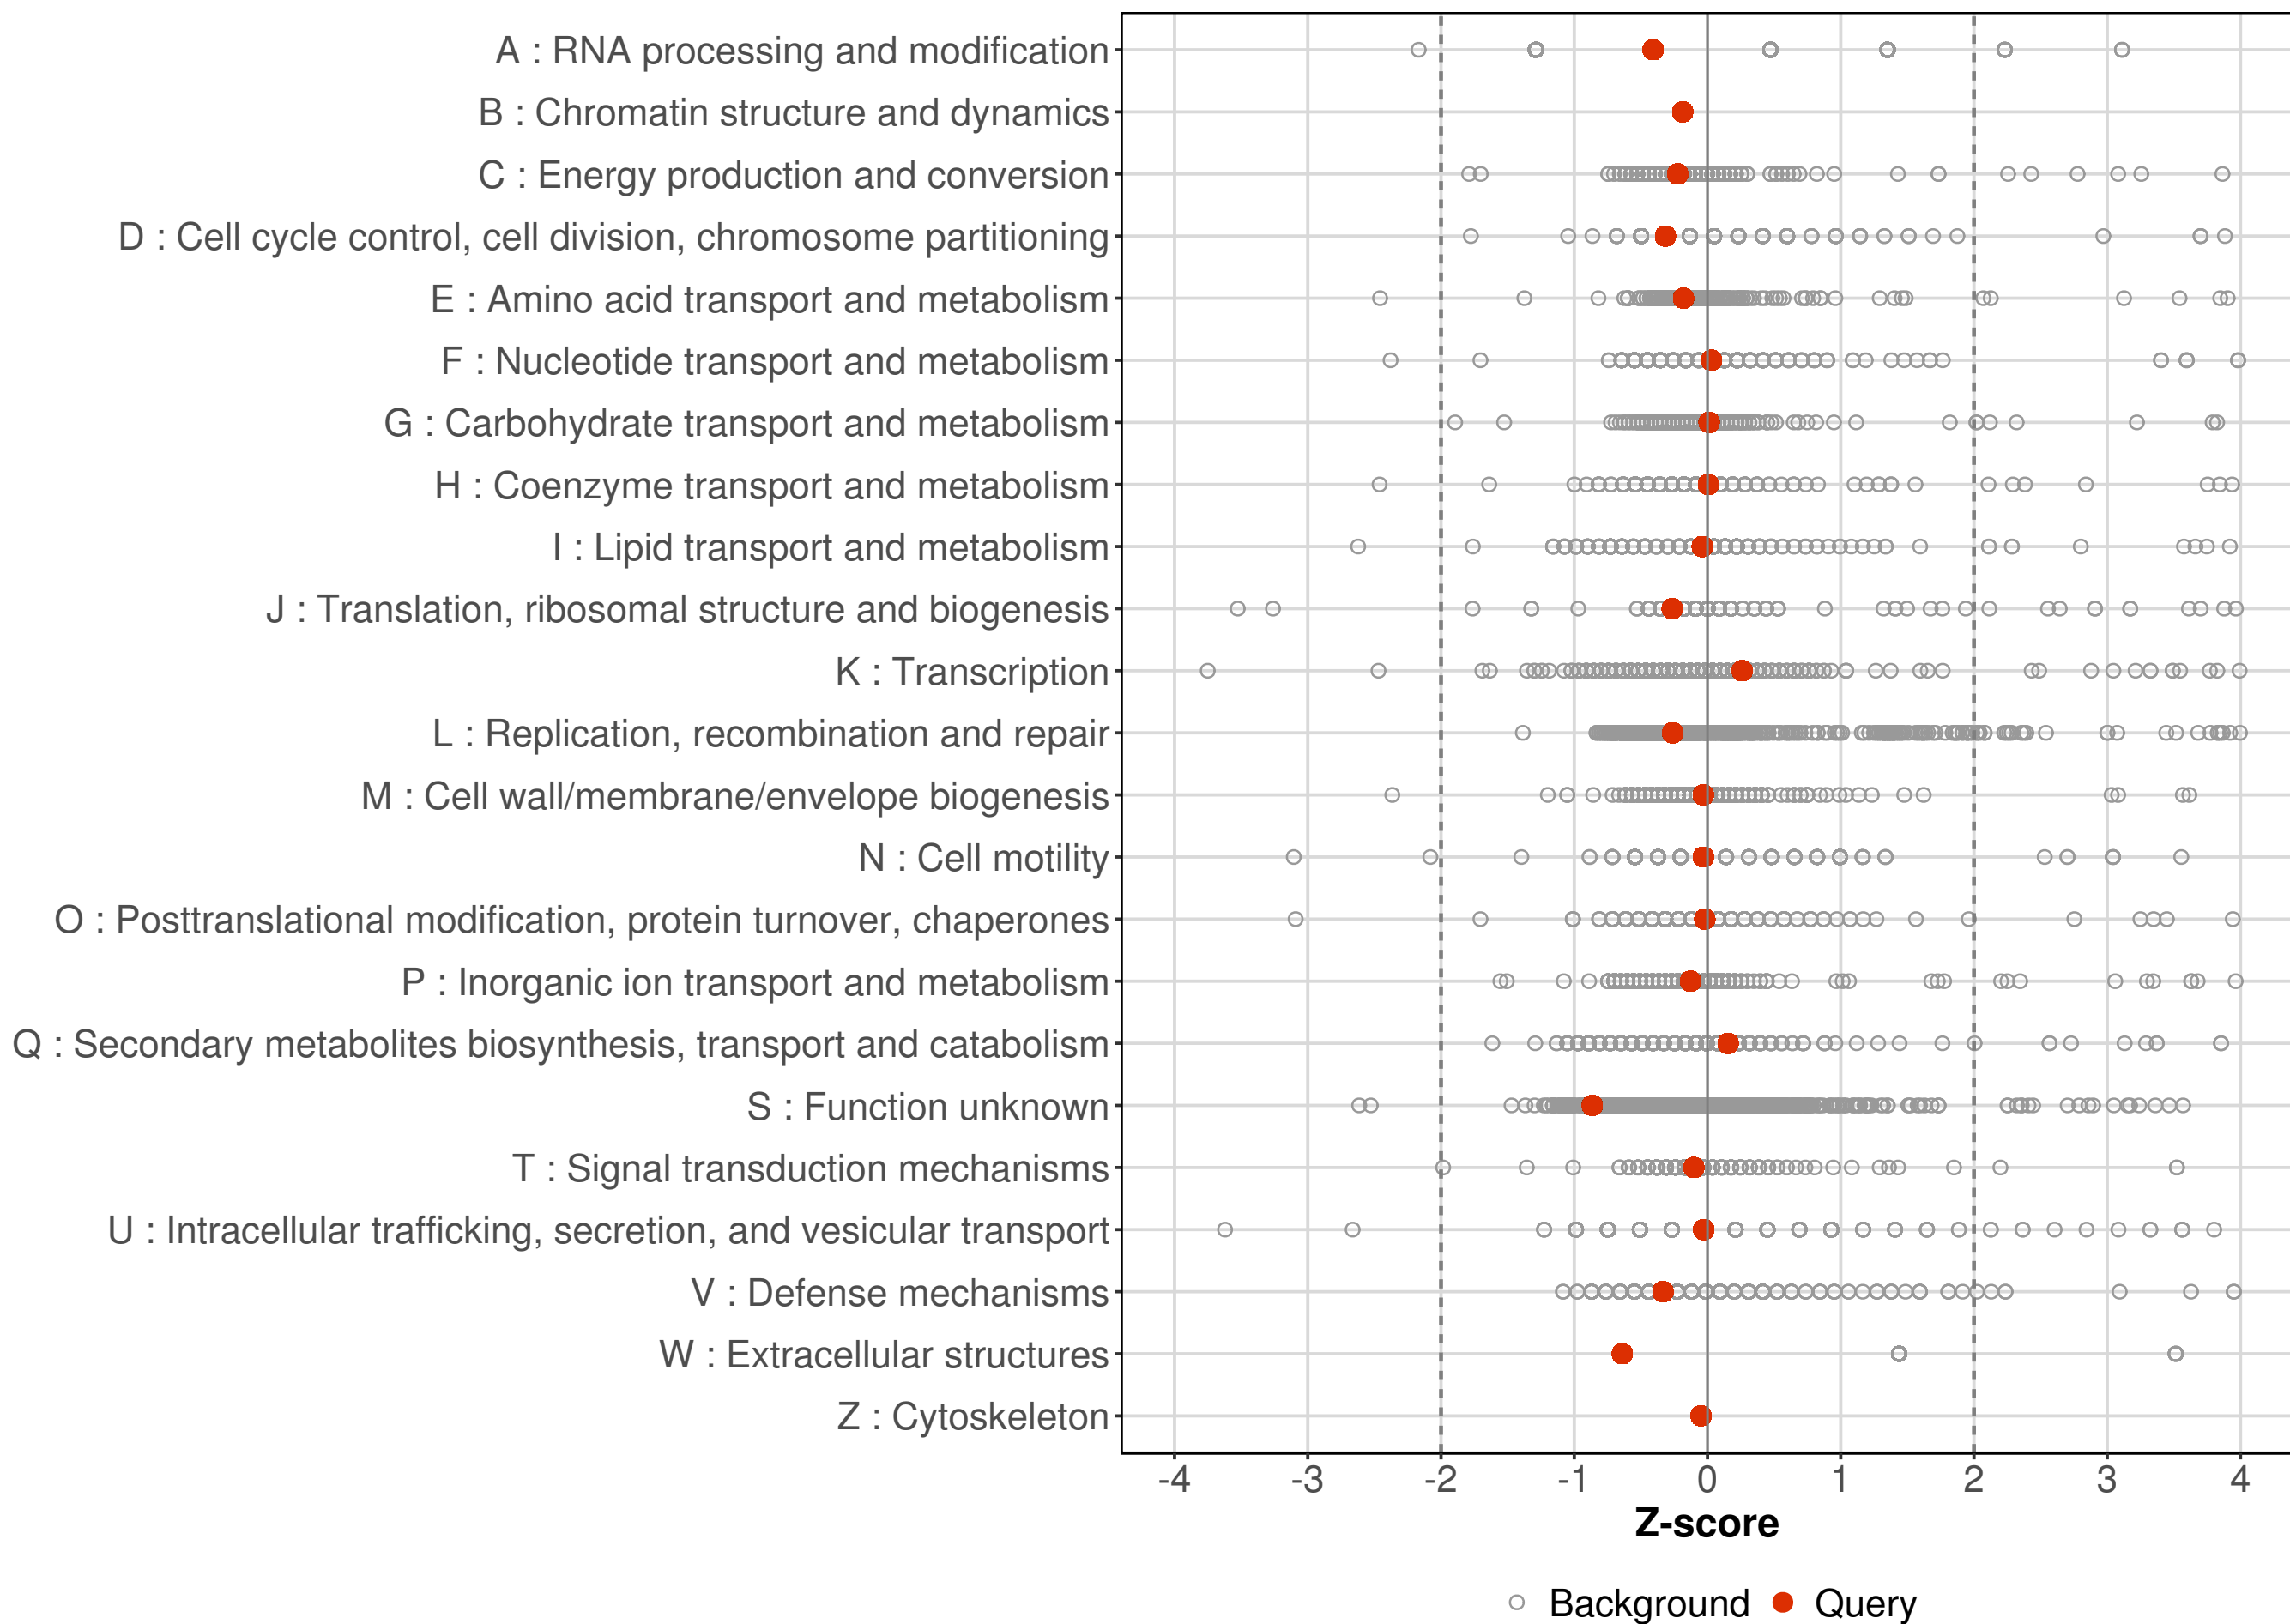 A : RNA processing and modification
B : Chromatin structure and dynamics
C : Energy production and conversion
D : Cell cycle control, cell division, chromosome partitioning
E : Amino acid transport and metabolism
F : Nucleotide transport and metabolism
G : Carbohydrate transport and metabolism
H : Coenzyme transport and metabolism
I : Lipid transport and metabolism
J : Translation, ribosomal structure and biogenesis
K : Transcription
L : Replication, recombination and repair
M : Cell wall/membrane/envelope biogenesis
N : Cell motility
O : Posttranslational modification, protein turnover, chaperones
P : Inorganic ion transport and metabolism
Q : Secondary metabolites biosynthesis, transport and catabolism
S : Function unknown
T : Signal transduction mechanisms
U : Intracellular trafficking, secretion, and vesicular transport
V : Defense mechanisms
W : Extracellular structures
Z : Cytoskeleton
-4 -3 -2 -1 0 1 2 3 4
Z-score
Background Query